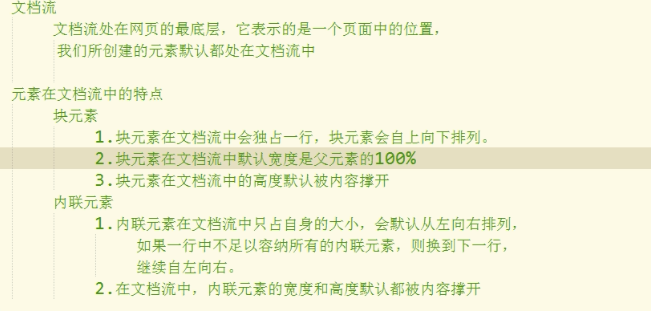 文档流
文档流处在网页的最底层，它表示的是一个页面中的位置，
我们所创建的元素默认都处在文档流中
元素在文档流中的特点
块元素
1.块元素在文档流中会独占一行，块元素会自上向下排列。
2.块元素在文档流中默认宽度是父元素的100%
3.块元素在文档流中的高度默认被内容撑开
内联元素
1.内联元素在文档流中只占自身的大小，会默认从左向右排列，
如果一行中不足以容纳所有的内联元素，则换到下一行，
继续自左向右。
2.在文档流中，内联元素的宽度和高度默认都被内容撑开